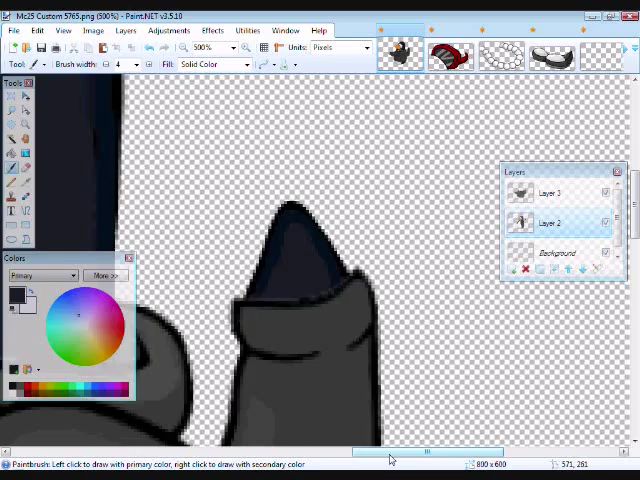 Mc25 Custom 5765.png (500%) - Paint.NET v3.5.10
File Edit View Image Layers Adjustments Effects Utilities Window Help
500% Units: Pixels
Tool: Brush width: 4 Fill: Solid Color
Tools
Layers
Layer 3
Layer 2
Background
Colors
Primary More >>
Paintbrush: Left click to draw with primary color, right click to draw with secondary color 800 x 600 571, 261